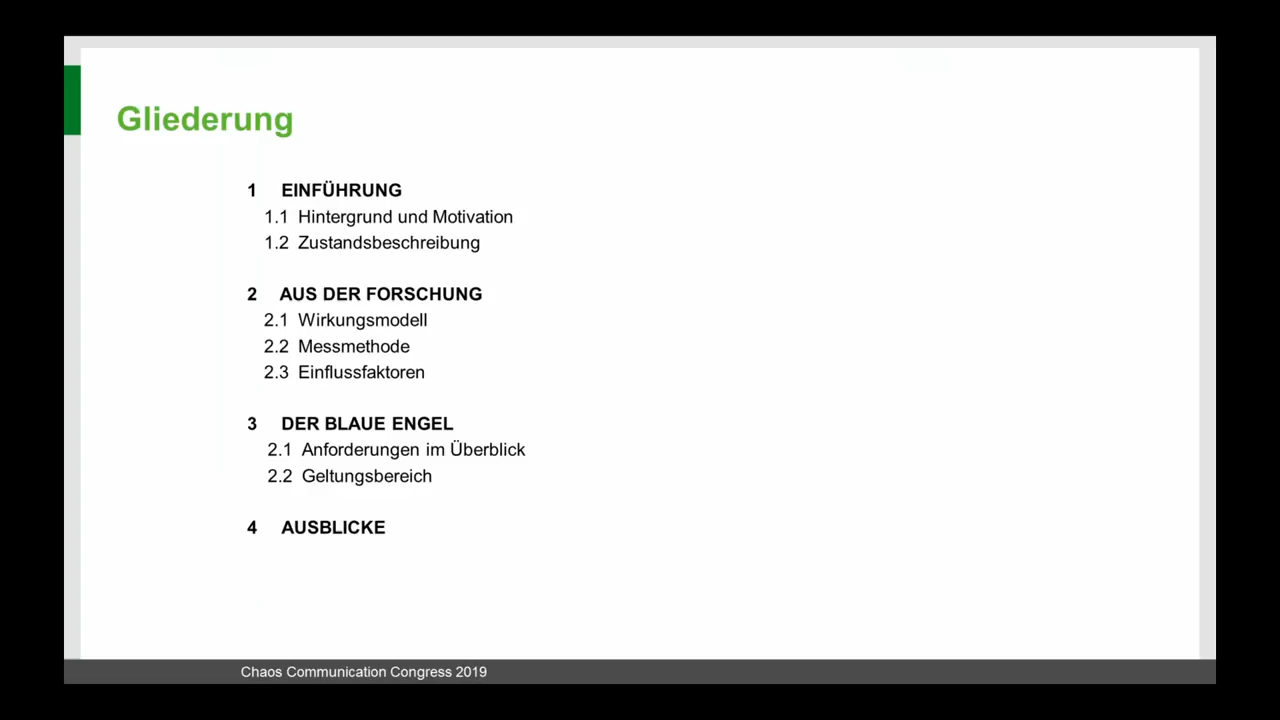 Gliederung
1 EINFÜHRUNG
1.1 Hintergrund und Motivation
1.2 Zustandsbeschreibung
2 AUS DER FORSCHUNG
2.1 Wirkungsmodell
2.2 Messmethode
2.3 Einflussfaktoren
3 DER BLAUE ENGEL
2.1 Anforderungen im Überblick
2.2 Geltungsbereich
4 AUSBLICKE
Chaos Communication Congress 2019